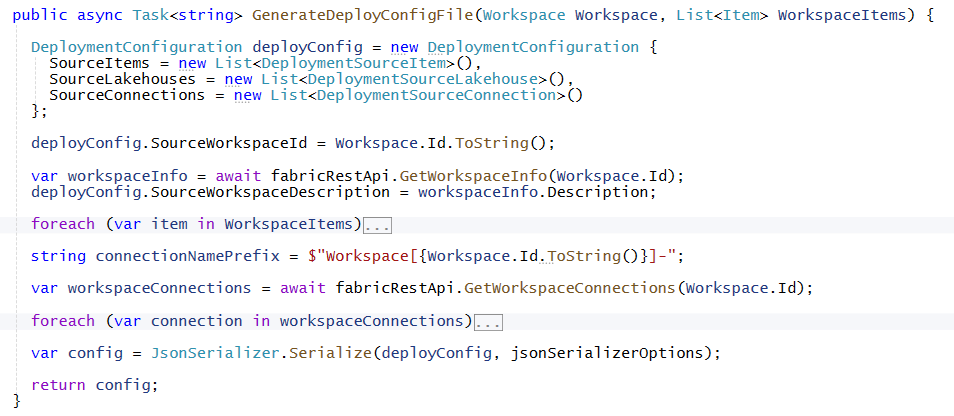 public async Task<string> GenerateDeployConfigFile(Workspace Workspace, List<Item> WorkspaceItems) {
DeploymentConfiguration deployConfig = new DeploymentConfiguration {
SourceItems = new List<DeploymentSourceItem>(),
SourceLakehouses = new List<DeploymentSourceLakehouse>(),
SourceConnections = new List<DeploymentSourceConnection>()
};
deployConfig.SourceWorkspaceId = Workspace.Id.ToString();
var workspaceInfo = await fabricRestApi.GetWorkspaceInfo(Workspace.Id);
deployConfig.SourceWorkspaceDescription = workspaceInfo.Description;
foreach (var item in WorkspaceItems)...
string connectionNamePrefix = $"Workspace[{Workspace.Id.ToString()}]-";
var workspaceConnections = await fabricRestApi.GetWorkspaceConnections(Workspace.Id);
foreach (var connection in workspaceConnections)...
var config = JsonSerializer.Serialize(deployConfig, jsonSerializerOptions);
return config;
}